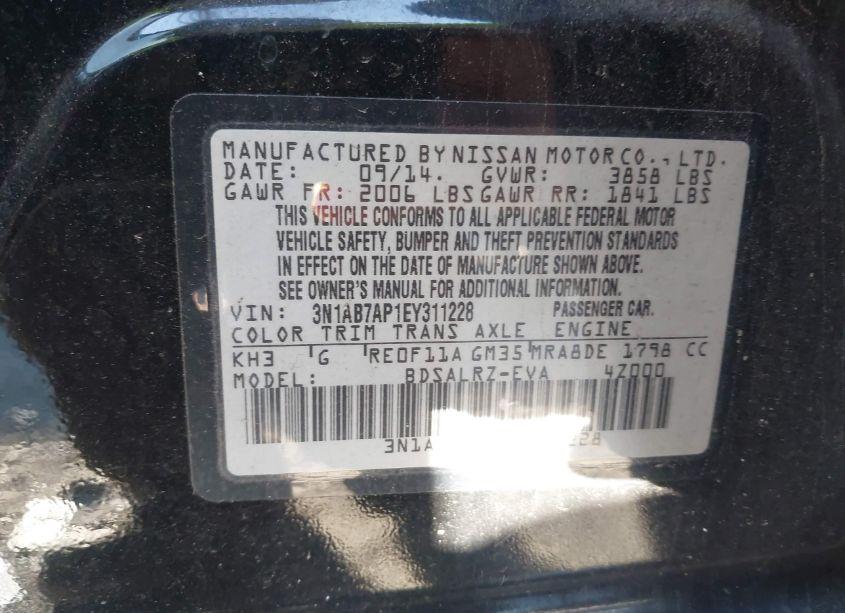 MANUFACTURED BY NISSAN MOTOR CO., LTD.
DATE: 09/14. GVWR: 3858 LBS
GAWR FR: 2006 LBS GAWR RR: 1841 LBS
THIS VEHICLE CONFORMS TO ALL APPLICABLE FEDERAL MOTOR
VEHICLE SAFETY, BUMPER AND THEFT PREVENTION STANDARDS
IN EFFECT ON THE DATE OF MANUFACTURE SHOWN ABOVE.
SEE OWNER'S MANUAL FOR ADDITIONAL INFORMATION.
VIN: 3N1AB7AP1EY311228 PASSENGER CAR.
COLOR TRIM TRANS AXLE ENGINE
KH3 G RE0F11A GM35 MRA8DE 1798 CC
MODEL: BDSALRZ-EVA 4Z000
3N1A 228